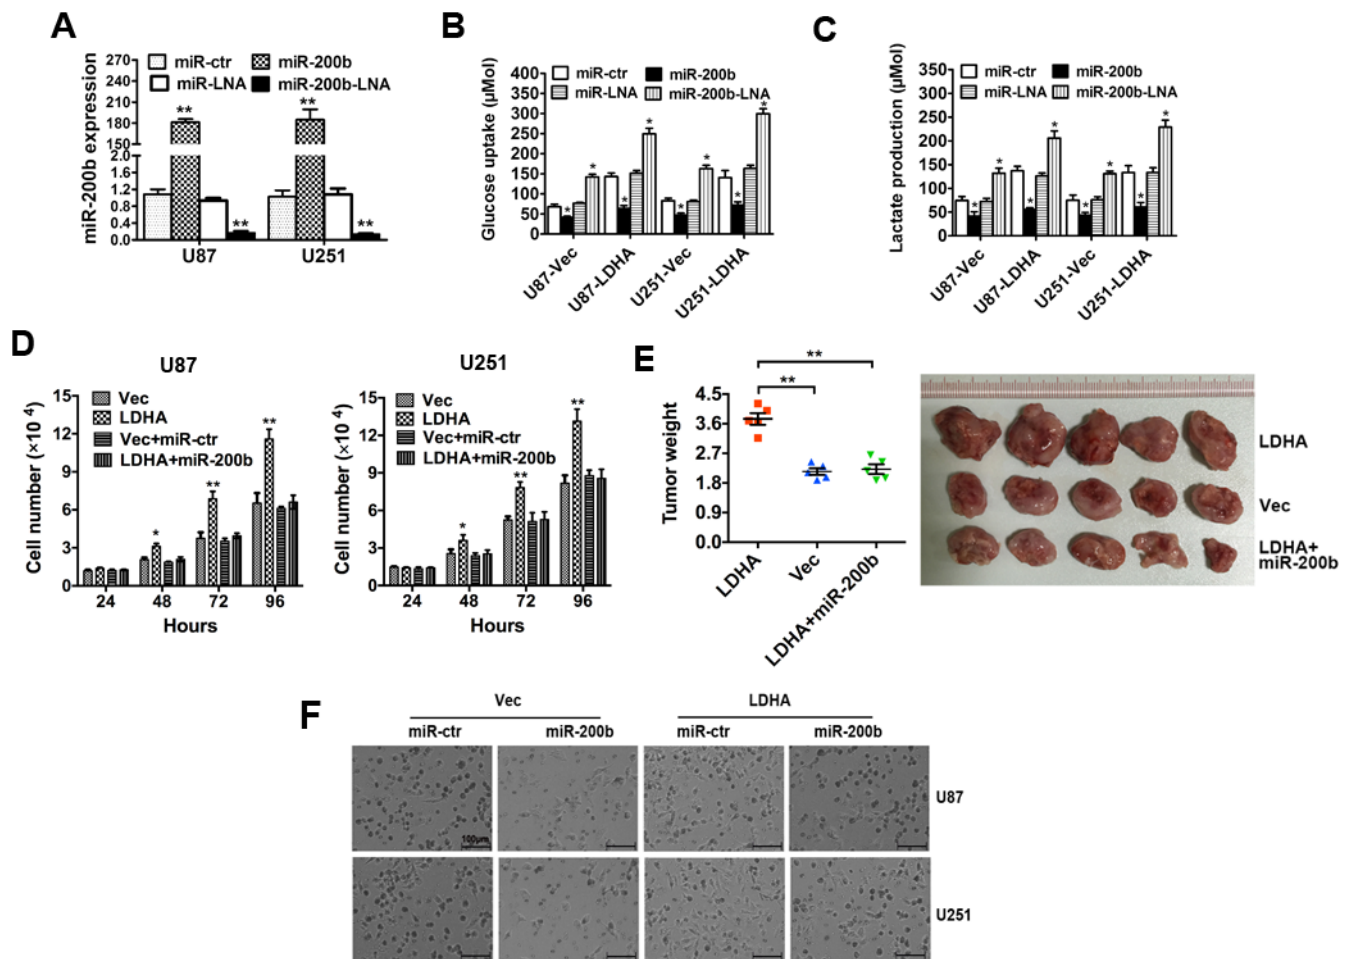 A
miR-200b expression
270
240
210
180
150
2.0
1.6
1.2
0.8
0.4
0.0
miR-ctr
miR-200b
miR-LNA
miR-200b-LNA
**
**
**
**
U87
U251
B
Glucose uptake (µMol)
400
350
300
250
200
150
100
50
0
miR-ctr
miR-200b
miR-LNA
miR-200b-LNA
*
*
*
*
*
*
*
*
U87-Vec
U87-LDHA
U251-Vec
U251-LDHA
C
Lactate production (µMol)
350
300
250
200
150
100
50
0
miR-ctr
miR-200b
miR-LNA
miR-200b-LNA
*
*
*
*
*
*
*
*
U87-Vec
U87-LDHA
U251-Vec
U251-LDHA
D
U87
Cell number (×10 4)
15
12
9
6
3
0
Vec
LDHA
Vec+miR-ctr
LDHA+miR-200b
*
**
**
24
48
72
96
Hours
U251
Cell number (×10 4)
15
12
9
6
3
0
Vec
LDHA
Vec+miR-ctr
LDHA+miR-200b
*
**
**
24
48
72
96
Hours
E
Tumor weight
4.5
3.6
2.7
1.8
0.9
0.0
**
**
LDHA
Vec
LDHA+miR-200b
LDHA
Vec
LDHA+
miR-200b
F
Vec
LDHA
miR-ctr
miR-200b
miR-ctr
miR-200b
100µm
U87
U251